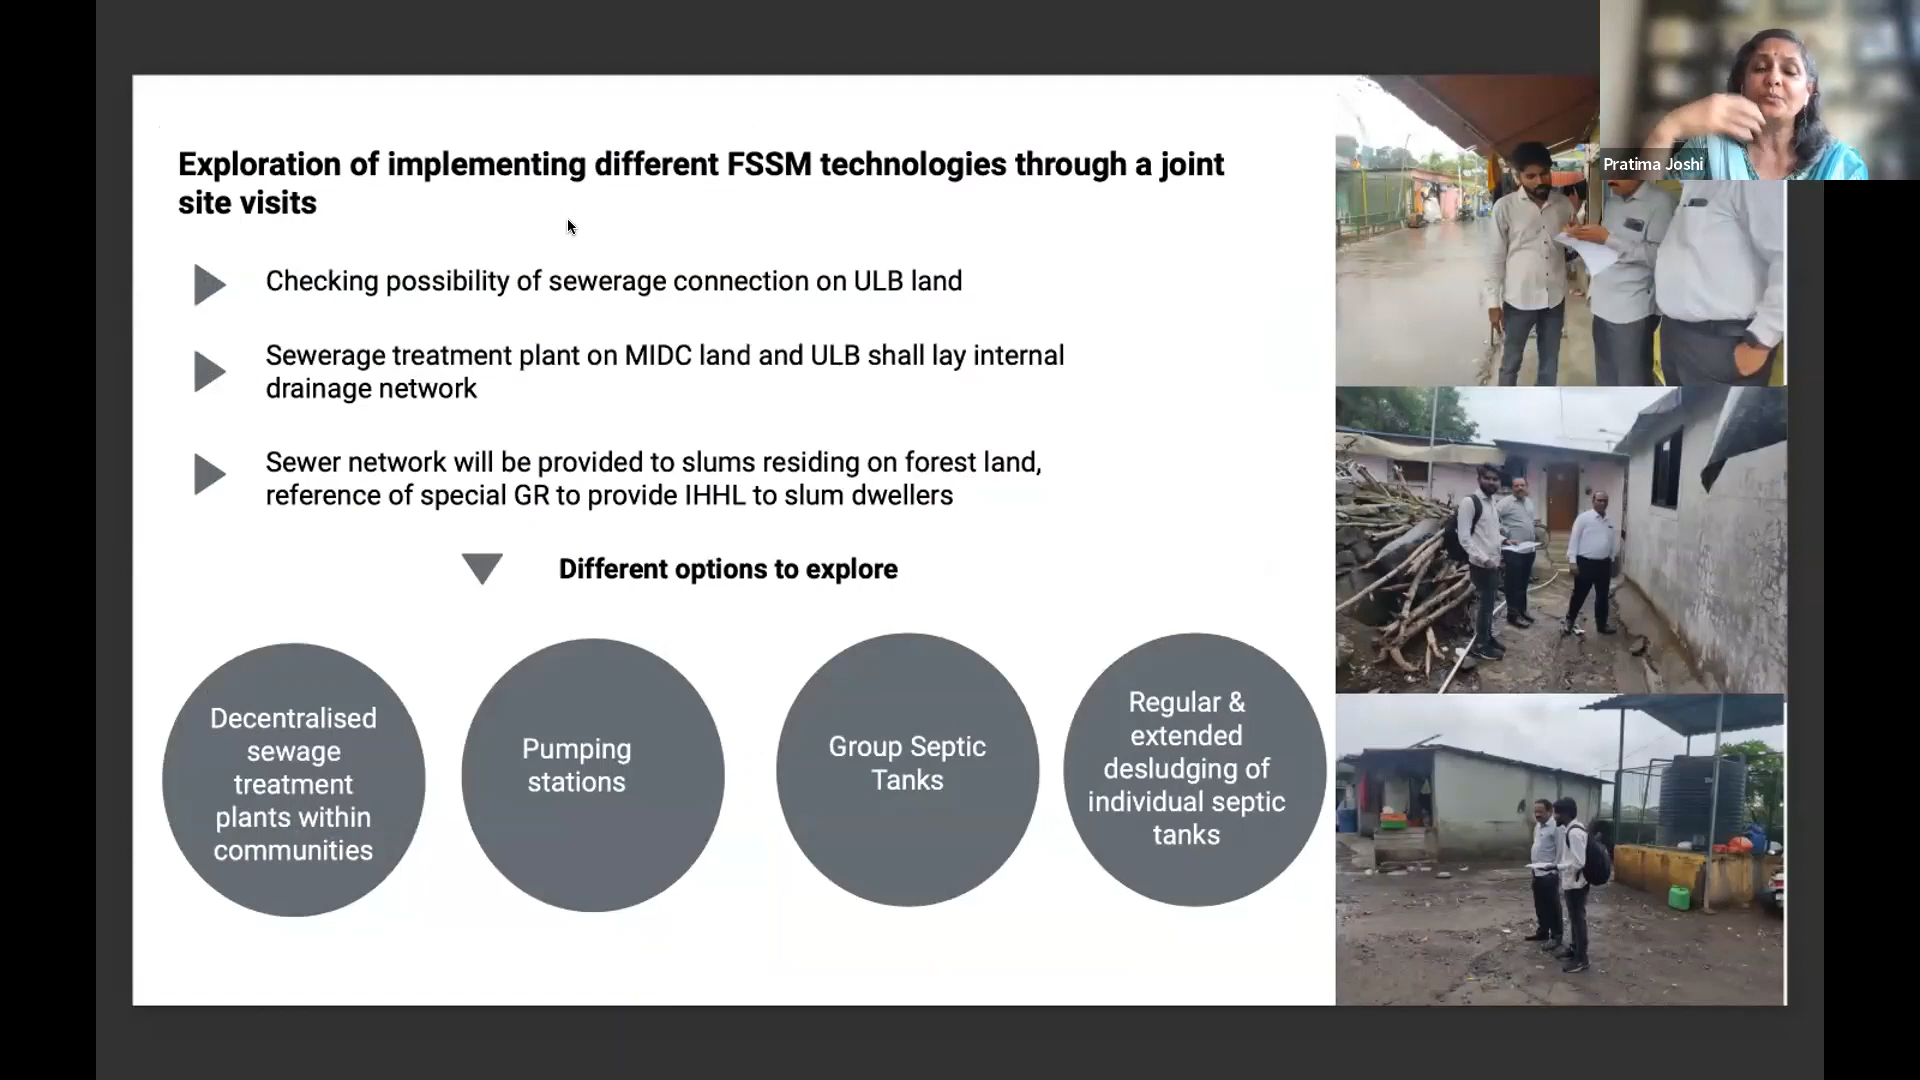 Exploration of implementing different FSSM technologies through a joint
site visits
Checking possibility of sewerage connection on ULB land
Sewerage treatment plant on MIDC land and ULB shall lay internal
drainage network
Sewer network will be provided to slums residing on forest land,
reference of special GR to provide IHHL to slum dwellers
Different options to explore
Decentralised
sewage
treatment
plants within
communities
Pumping
stations
Group Septic
Tanks
Regular &
extended
desludging of
individual septic
tanks
Pratima Joshi